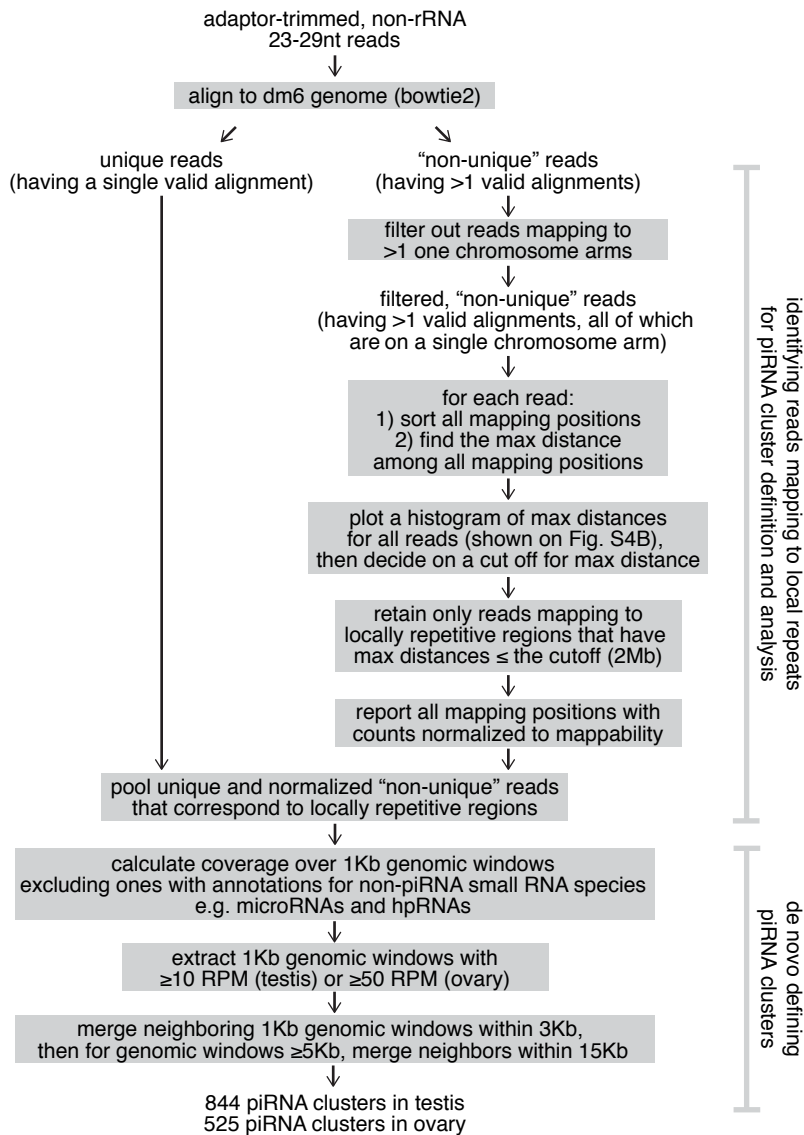 adaptor-trimmed, non-rRNA
23-29nt reads
align to dm6 genome (bowtie2)
unique reads
(having a single valid alignment)
“non-unique” reads
(having >1 valid alignments)
filter out reads mapping to
>1 one chromosome arms
filtered, “non-unique” reads
(having >1 valid alignments, all of which
are on a single chromosome arm)
for each read:
1) sort all mapping positions
2) find the max distance
among all mapping positions
plot a histogram of max distances
for all reads (shown on Fig. S4B),
then decide on a cut off for max distance
retain only reads mapping to
locally repetitive regions that have
max distances ≤ the cutoff (2Mb)
report all mapping positions with
counts normalized to mappability
pool unique and normalized “non-unique” reads
that correspond to locally repetitive regions
identifying reads mapping to local repeats
for piRNA cluster definition and analysis
calculate coverage over 1Kb genomic windows
excluding ones with annotations for non-piRNA small RNA species
e.g. microRNAs and hpRNAs
extract 1Kb genomic windows with
≥10 RPM (testis) or ≥50 RPM (ovary)
merge neighboring 1Kb genomic windows within 3Kb,
then for genomic windows ≥5Kb, merge neighbors within 15Kb
844 piRNA clusters in testis
525 piRNA clusters in ovary
de novo defining
piRNA clusters